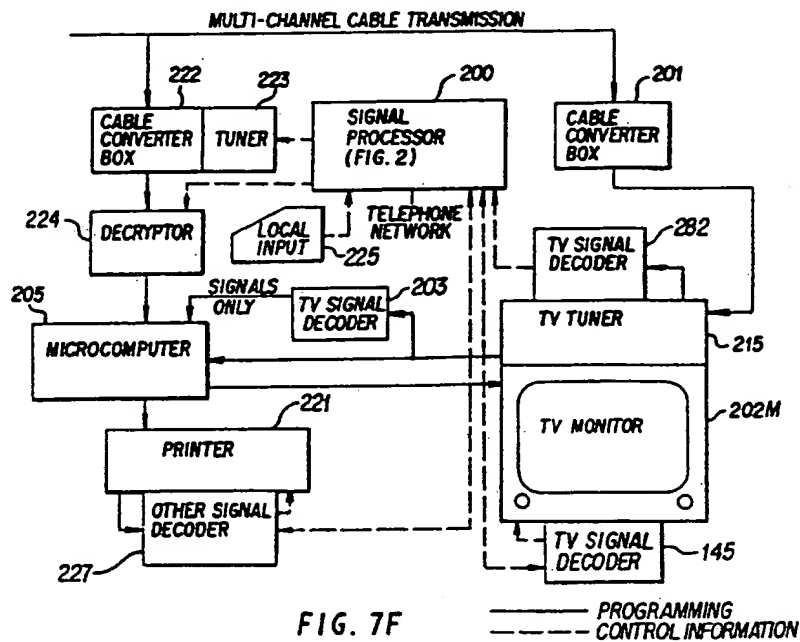 MULTI-CHANNEL CABLE TRANSMISSION
222
223
200
201
CABLE
CONVERTER
BOX
TUNER
SIGNAL
PROCESSOR
(FIG. 2)
CABLE
CONVERTER
BOX
224
DECRYPTOR
LOCAL
INPUT
225
TELEPHONE
NETWORK
TV SIGNAL
DECODER
282
205
SIGNALS
ONLY
203
TV SIGNAL
DECODER
MICROCOMPUTER
TV TUNER
215
221
TV MONITOR
202M
PRINTER
OTHER SIGNAL
DECODER
227
TV SIGNAL
DECODER
145
FIG. 7F
PROGRAMMING
CONTROL INFORMATION